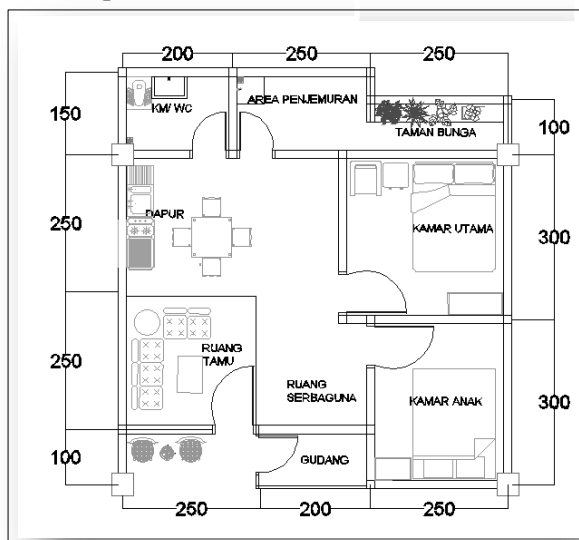 200 250 250
150
KM/ WC
AREA PENJEMURAN
TAMAN BUNGA
100
250
DAPUR
KAMAR UTAMA
300
250
RUANG
TAMU
RUANG
SERBAGUNA
KAMAR ANAK
300
100
GUDANG
250 200 250